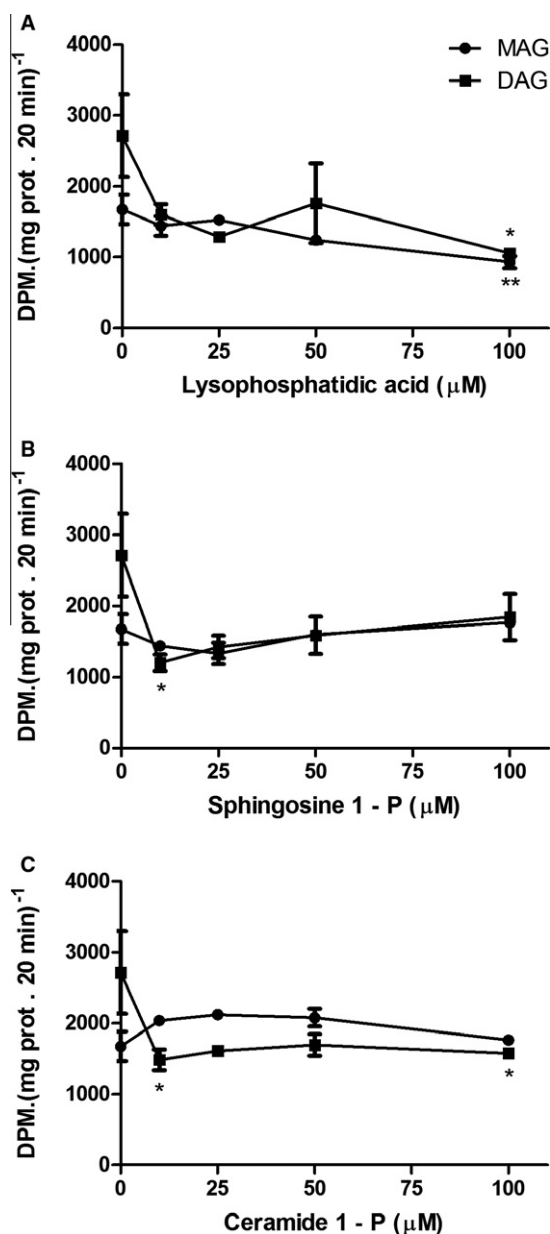 A
MAG
DAG
4000
3000
2000
1000
0
DPM.(mg prot . 20 min)⁻¹
*
**
0 25 50 75 100
Lysophosphatidic acid (μM)
B
4000
3000
2000
1000
0
DPM.(mg prot . 20 min)⁻¹
*
0 25 50 75 100
Sphingosine 1 - P (μM)
C
4000
3000
2000
1000
0
DPM.(mg prot . 20 min)⁻¹
*
*
0 25 50 75 100
Ceramide 1 - P (μM)